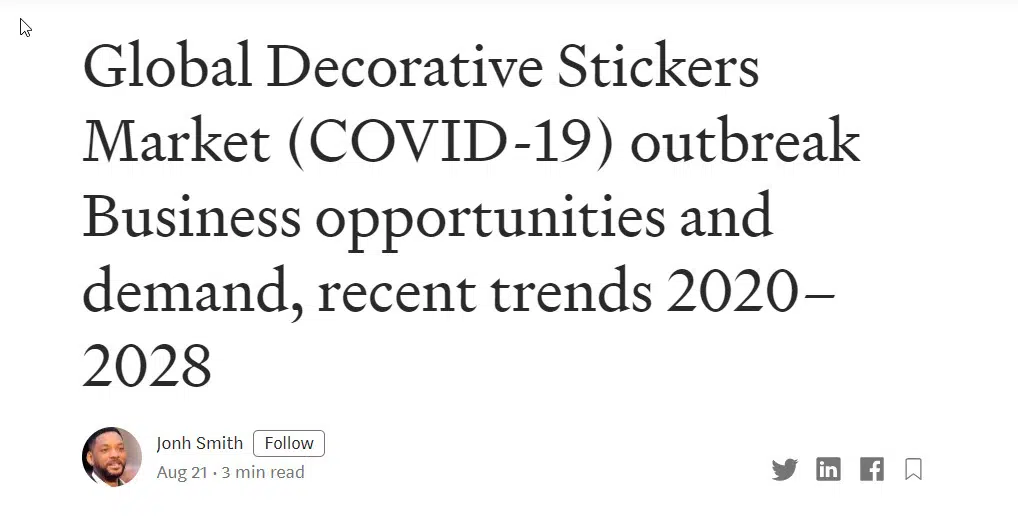 Global Decorative Stickers
Market (COVID-19) outbreak
Business opportunities and
demand, recent trends 2020–
2028
Jonh Smith Follow
Aug 21 · 3 min read